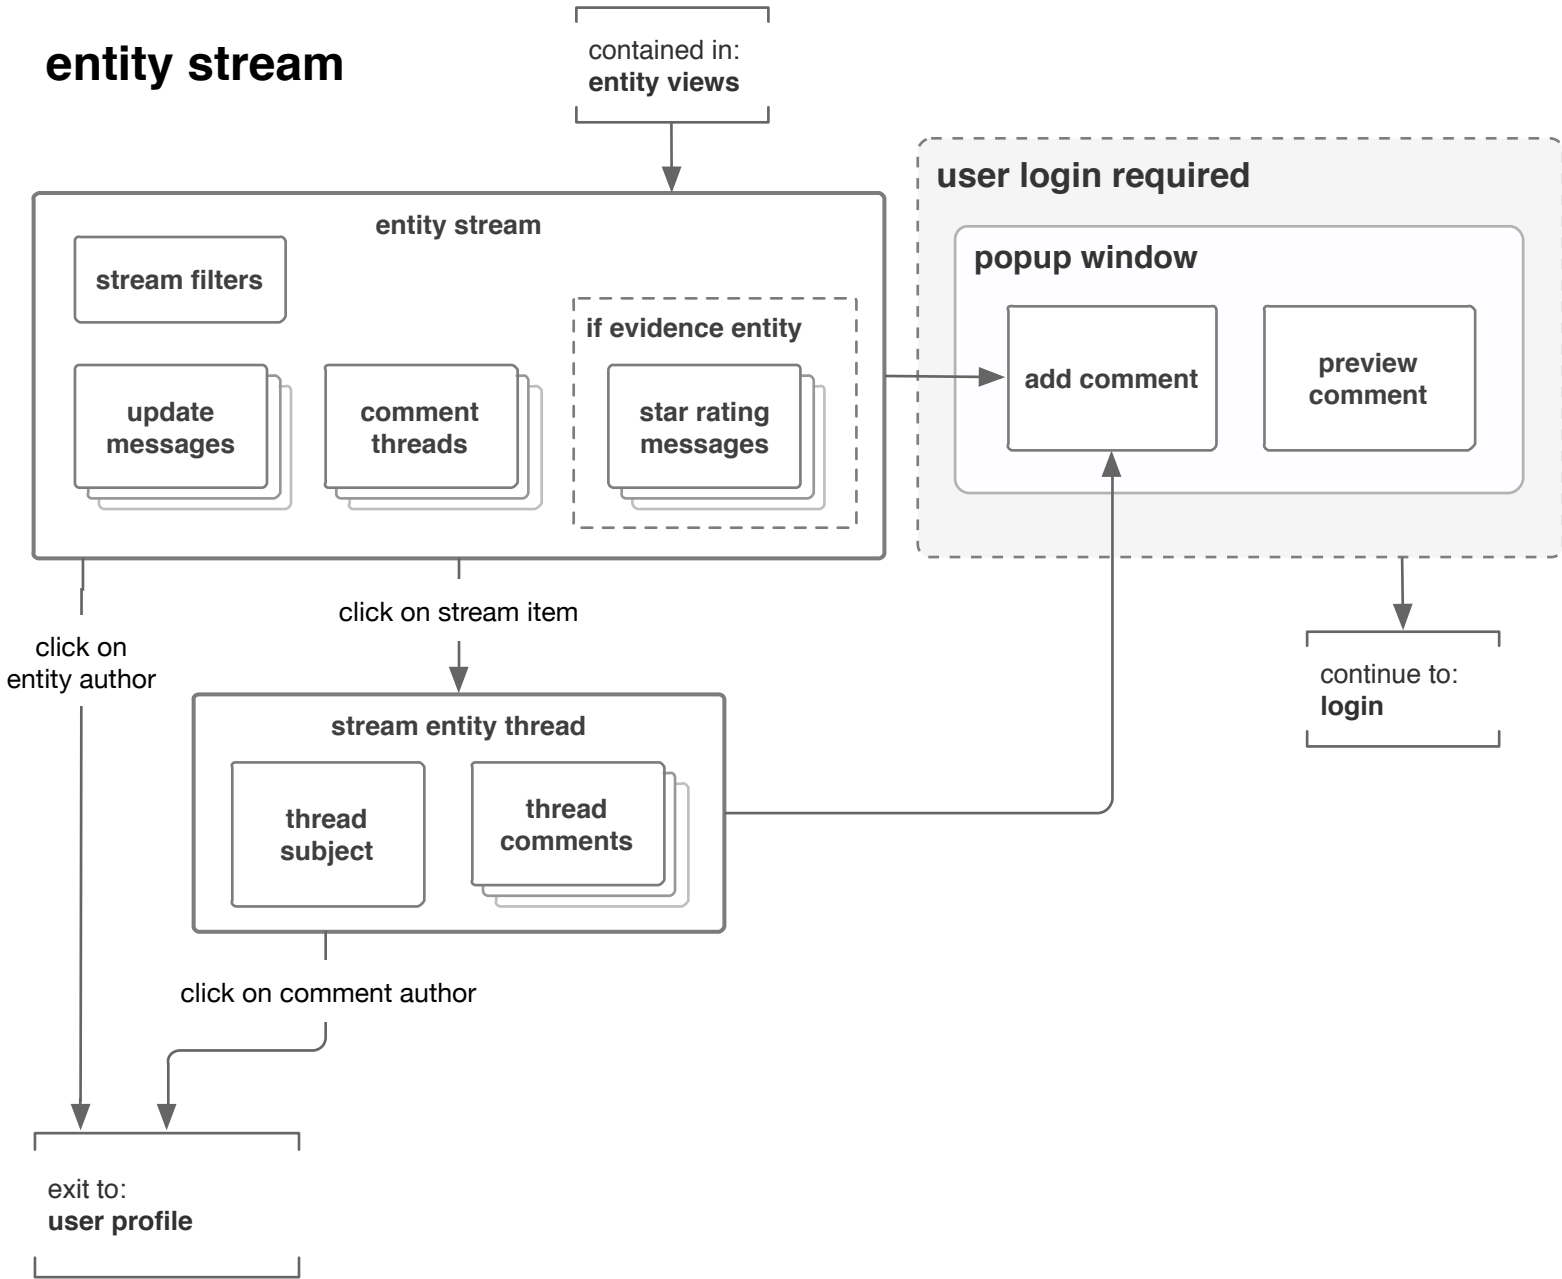 entity stream
contained in:
entity views
user login required
entity stream
popup window
stream filters
if evidence entity
update
messages
comment
threads
star rating
messages
add comment
preview
comment
click on stream item
click on
entity author
continue to:
login
stream entity thread
thread
subject
thread
comments
click on comment author
exit to:
user profile